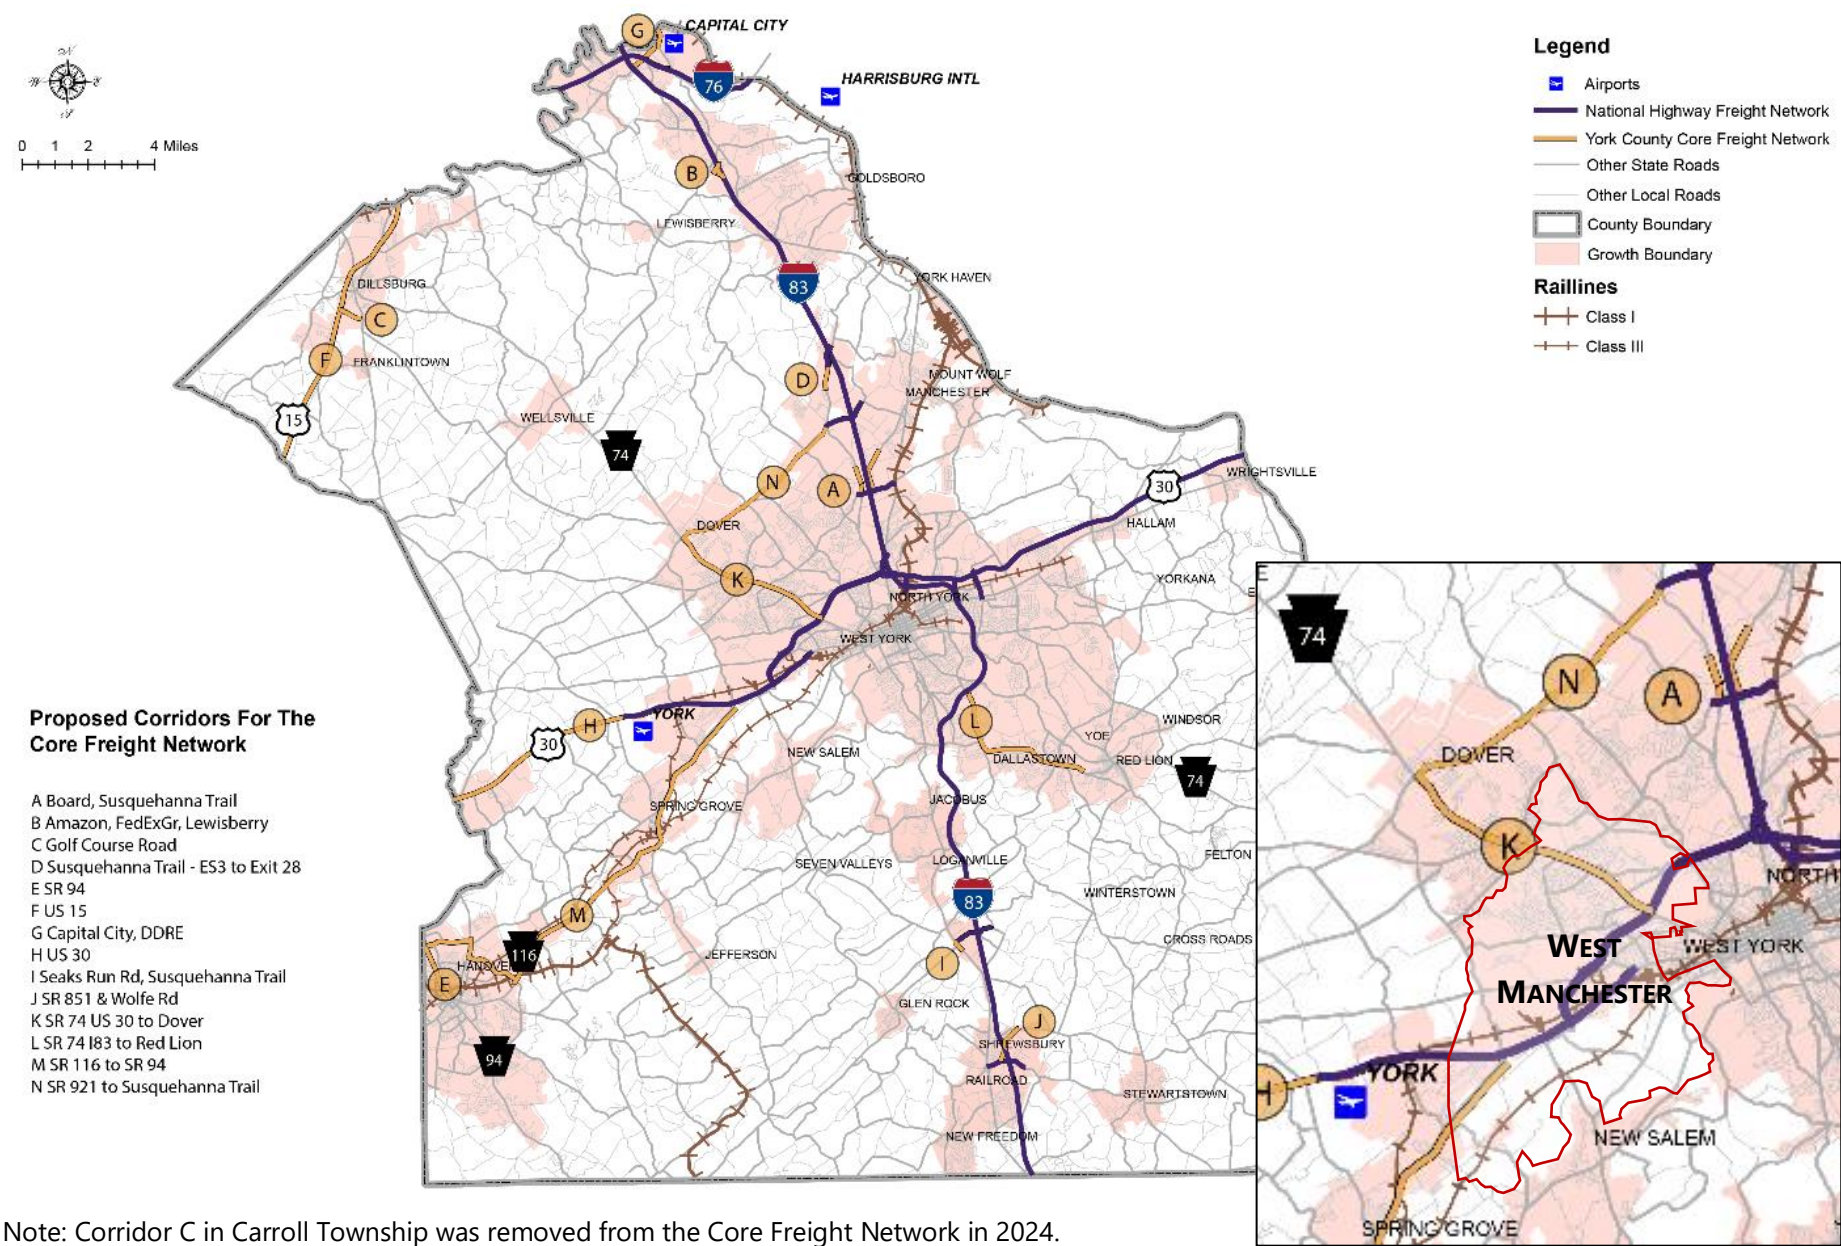 N
W
E
S
0 1 2 4 Miles
G
CAPITAL CITY
76
HARRISBURG INTL
B
GOLDSBORO
LEWISBERRY
83
YORK HAVEN
DILLSBURG
C
F
FRANKLINTOWN
15
D
MOUNT WOLF
MANCHESTER
WELLSVILLE
74
N
A
30
WRIGHTSVILLE
DOVER
HALLAM
K
YORKANA
NORTH YORK
WEST YORK
H
YORK
30
L
WINDSOR
NEW SALEM
YOE
DALLASTOWN
RED LION
74
SPRING GROVE
JACOBUS
SEVEN VALLEYS
LOGANVILLE
FELTON
83
WINTERSTOWN
M
116
HANOVER
JEFFERSON
CROSS ROADS
E
I
GLEN ROCK
J
SHREWSBURY
94
RAILROAD
STEWARTSTOWN
NEW FREEDOM
Legend
Airports
National Highway Freight Network
York County Core Freight Network
Other State Roads
Other Local Roads
County Boundary
Growth Boundary
Raillines
Class I
Class III
Proposed Corridors For The
Core Freight Network
A Board, Susquehanna Trail
B Amazon, FedExGr, Lewisberry
C Golf Course Road
D Susquehanna Trail - ES3 to Exit 28
E SR 94
F US 15
G Capital City, DDRE
H US 30
I Seaks Run Rd, Susquehanna Trail
J SR 851 & Wolfe Rd
K SR 74 US 30 to Dover
L SR 74 I83 to Red Lion
M SR 116 to SR 94
N SR 921 to Susquehanna Trail
E
74
N
A
DOVER
K
NORTH
WEST YORK
WEST
MANCHESTER
H
YORK
NEW SALEM
SPRING GROVE
Note: Corridor C in Carroll Township was removed from the Core Freight Network in 2024.